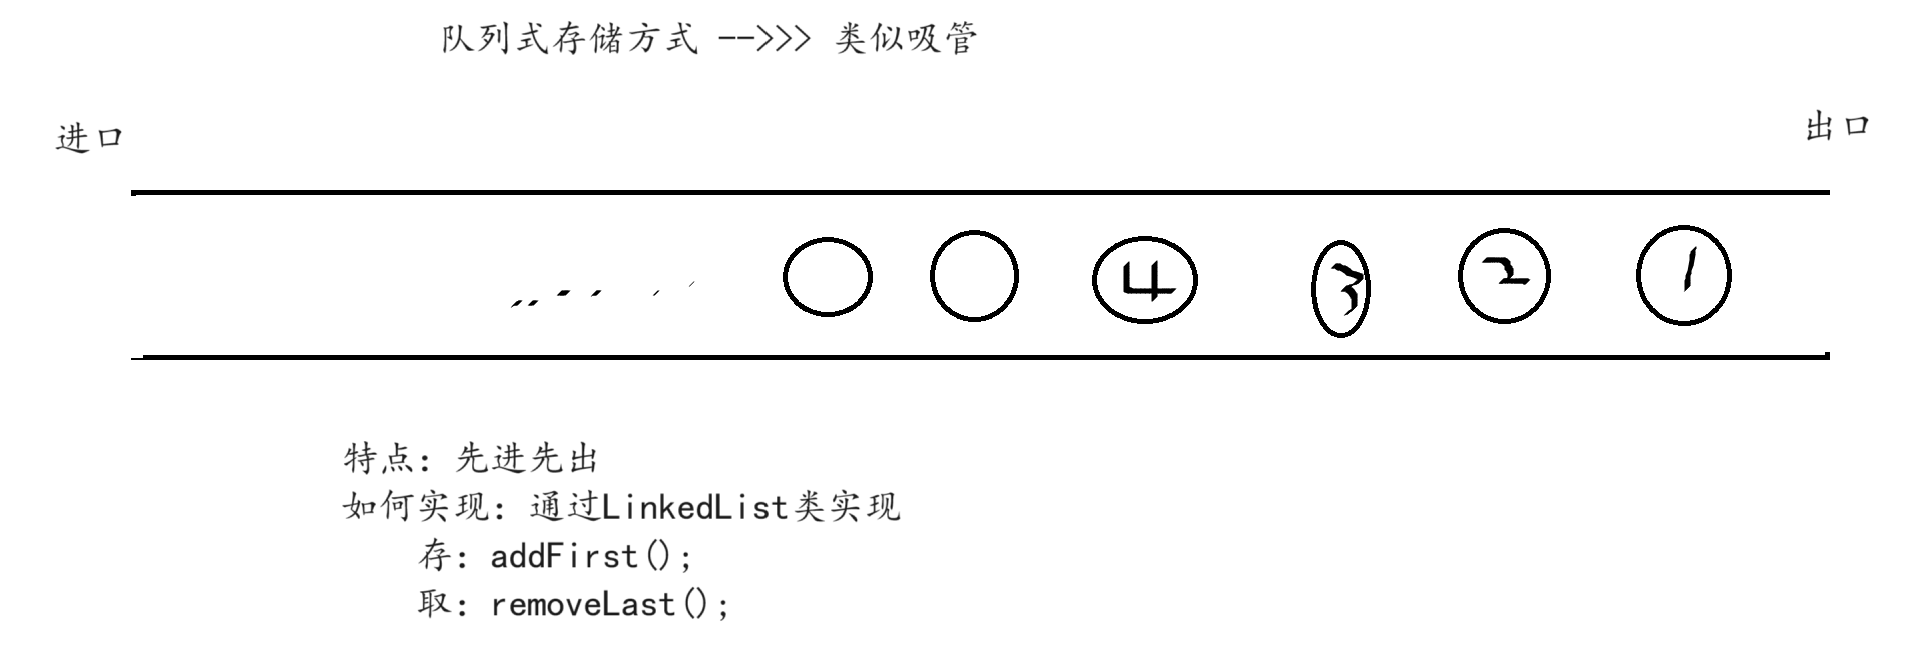 队列式存储方式 -->>> 类似吸管
进口
出口
4 3 2 1
特点：先进先出
如何实现：通过LinkedList类实现
存：addFirst();
取：removeLast();